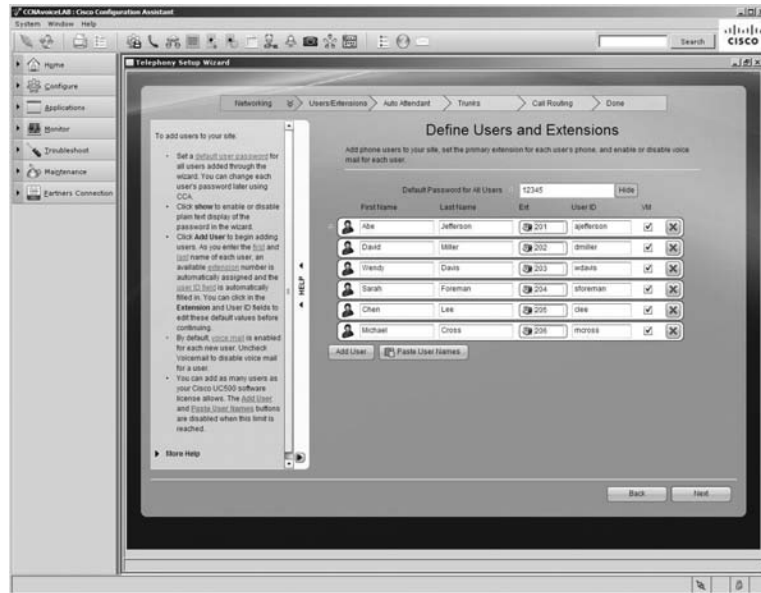 CCNAvoiceLAB : Cisco Configuration Assistant
System Window Help
Search
CISCO
Home
Configure
Applications
Monitor
Troubleshoot
Maintenance
Partners Connection
Telephony Setup Wizard
Networking
Users/Extensions
Auto Attendant
Trunks
Call Routing
Done
To add users to your site:
• Set a default user password for
all users added through the
wizard. You can change each
user's password later using
CCA.
• Click show to enable or disable
plain text display of the
password in the wizard.
• Click Add User to begin adding
users. As you enter the first and
last name of each user, an
available extension number is
automatically assigned and the
user ID field is automatically
filled in. You can click in the
Extension and User ID fields to
edit these default values before
continuing.
• By default, voice mail is enabled
for each new user. Uncheck
Voicemail to disable voice mail
for a user.
• You can add as many users as
your Cisco UC500 software
license allows. The Add User
and Paste User Names buttons
are disabled when this limit is
reached.
More Help
HELP
Define Users and Extensions
Add phone users to your site, set the primary extension for each user's phone, and enable or disable voice
mail for each user.
Default Password for All Users 12345 Hide
First Name Last Name Ext User ID VM
Abe Jefferson 201 ajefferson
David Miller 202 dmiller
Wendy Davis 203 wdavis
Sarah Foreman 204 sforeman
Chen Lee 205 clee
Michael Cross 206 mcross
Add User Paste User Names
Back Next